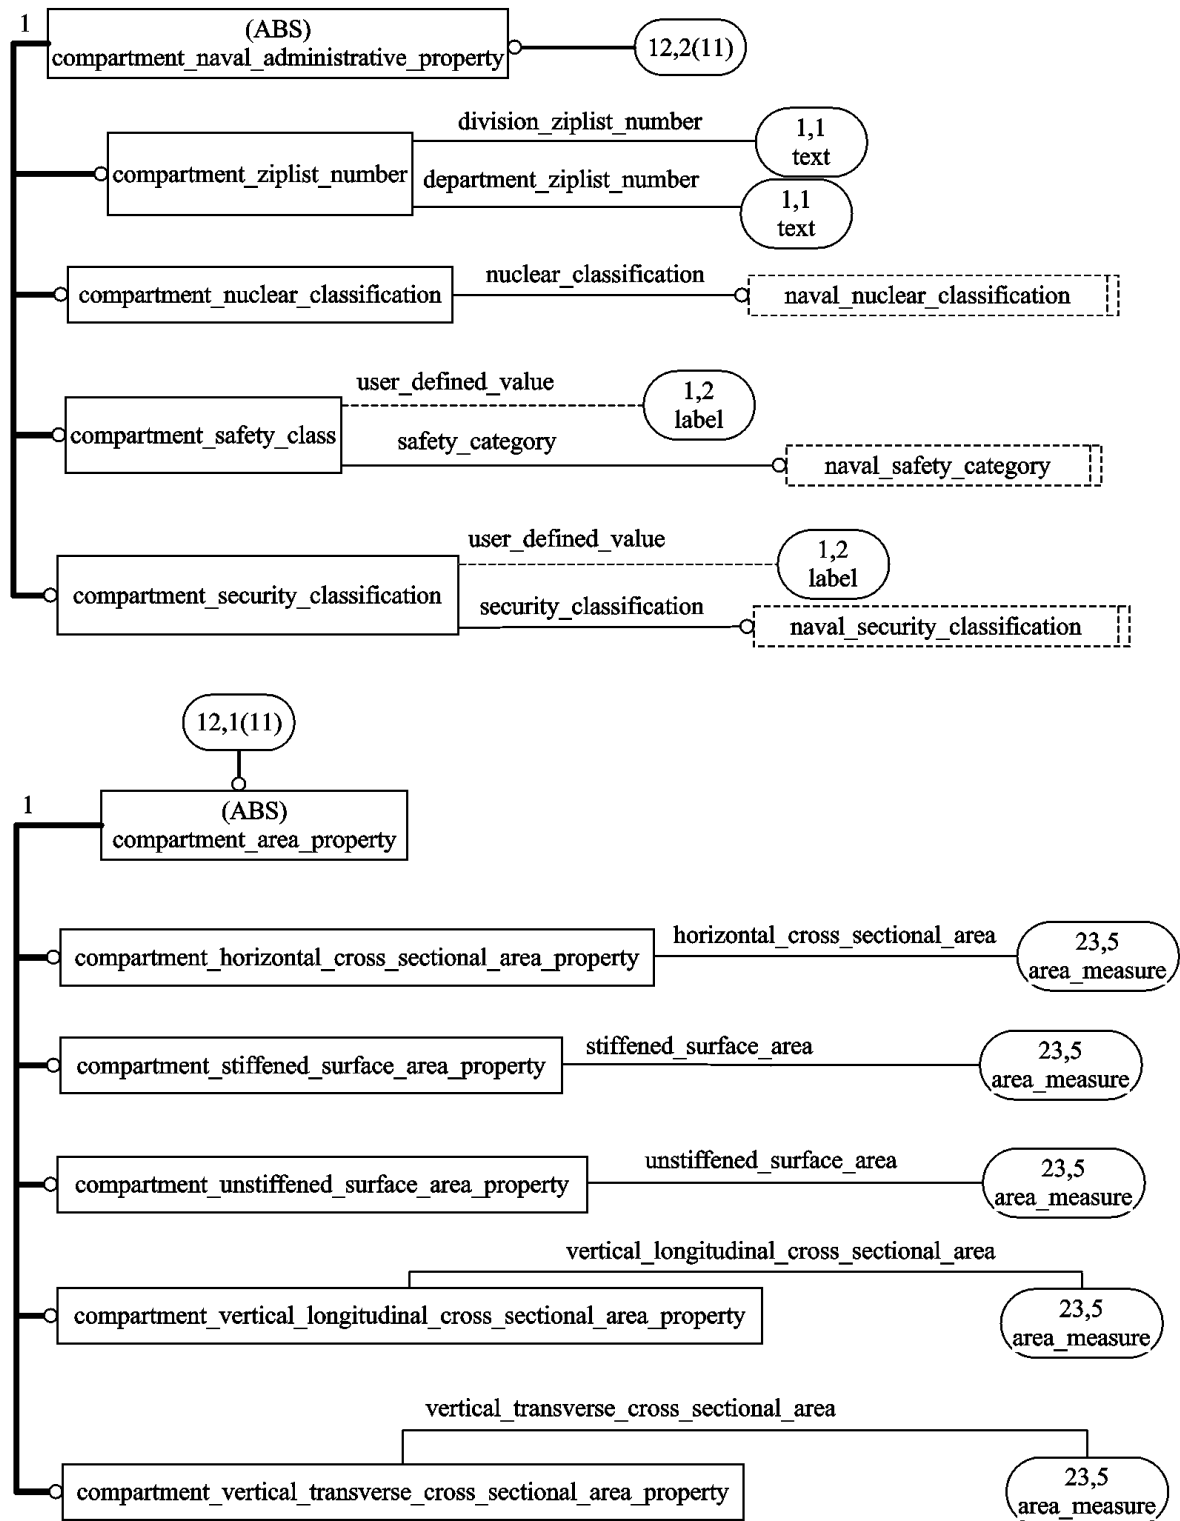 1
(ABS)
compartment_naval_administrative_property
12,2(11)
division_ziplist_number
1,1
text
compartment_ziplist_number
department_ziplist_number
1,1
text
nuclear_classification
compartment_nuclear_classification
naval_nuclear_classification
user_defined_value
1,2
label
compartment_safety_class
safety_category
naval_safety_category
user_defined_value
1,2
label
compartment_security_classification
security_classification
naval_security_classification
12,1(11)
1
(ABS)
compartment_area_property
horizontal_cross_sectional_area
23,5
area_measure
compartment_horizontal_cross_sectional_area_property
stiffened_surface_area
23,5
area_measure
compartment_stiffened_surface_area_property
unstiffened_surface_area
23,5
area_measure
compartment_unstiffened_surface_area_property
vertical_longitudinal_cross_sectional_area
23,5
area_measure
compartment_vertical_longitudinal_cross_sectional_area_property
vertical_transverse_cross_sectional_area
23,5
area_measure
compartment_vertical_transverse_cross_sectional_area_property